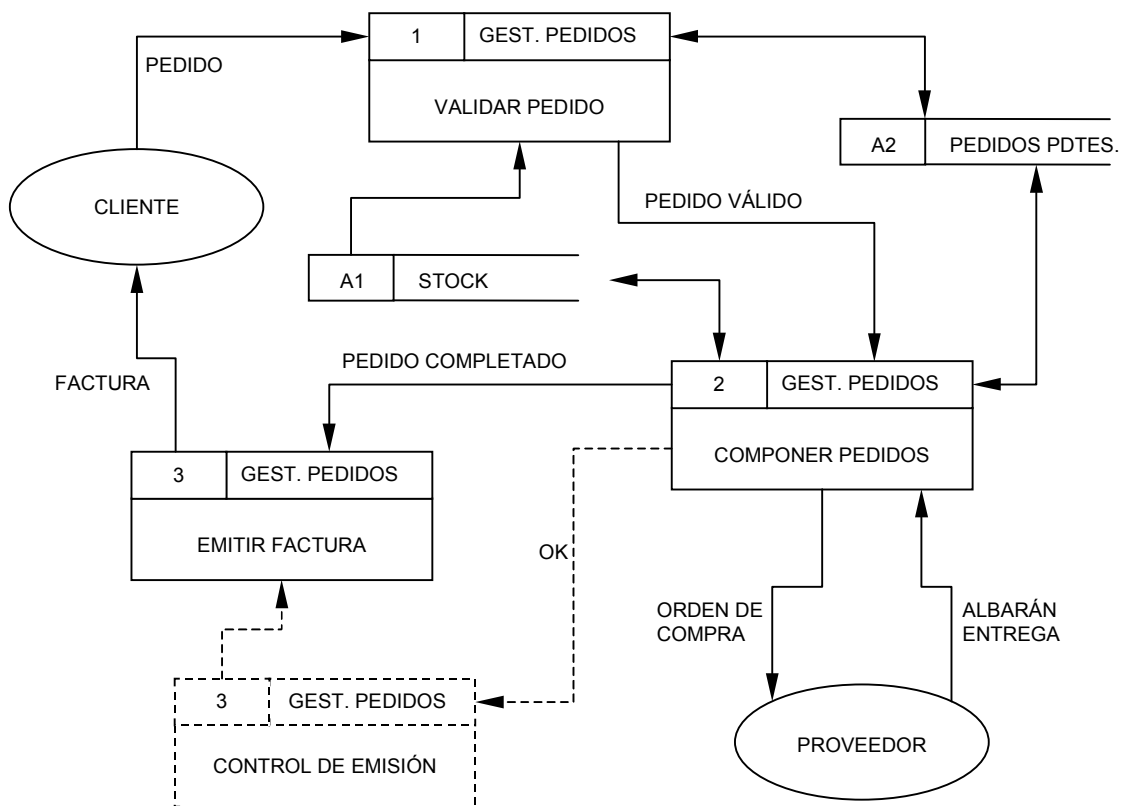 1
GEST. PEDIDOS
PEDIDO
VALIDAR PEDIDO
A2
PEDIDOS PDTES.
CLIENTE
PEDIDO VÁLIDO
A1
STOCK
PEDIDO COMPLETADO
FACTURA
2
GEST. PEDIDOS
COMPONER PEDIDOS
3
GEST. PEDIDOS
EMITIR FACTURA
OK
ORDEN DE
COMPRA
ALBARÁN
ENTREGA
3
GEST. PEDIDOS
CONTROL DE EMISIÓN
PROVEEDOR